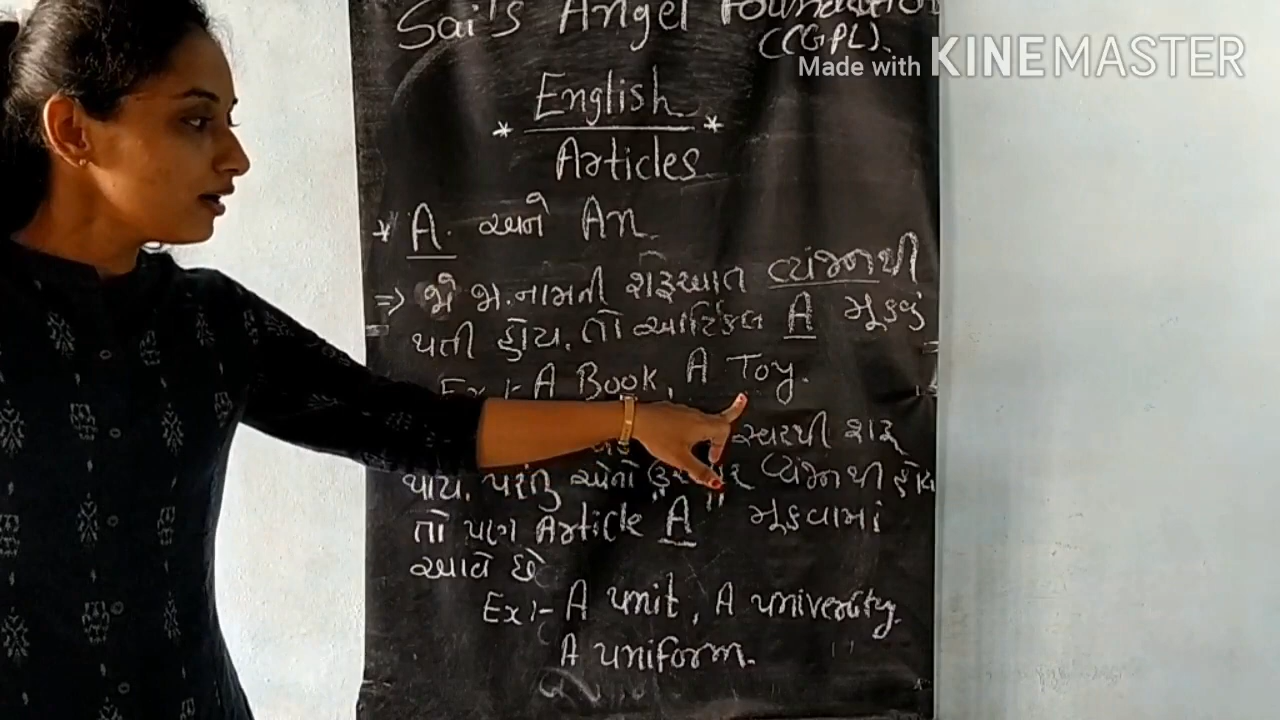 Sai's Angel Foundation
(CGPL).
Made with KINEMASTER
English
Articles
* A. અને An
=> જો જા.નામની શરૂઆત વ્યંજનથી
થતી હોય. તો આર્ટિકલ A મૂકવું
Ex:- A Book, A Toy.
સ્વરથી શરૂ
થાય. પરંતુ એનો વ્યંજનથી હોય
તો પણ Article "A" મૂકવામાં
આવે છે
Ex:- A unit, A university.
A uniform.